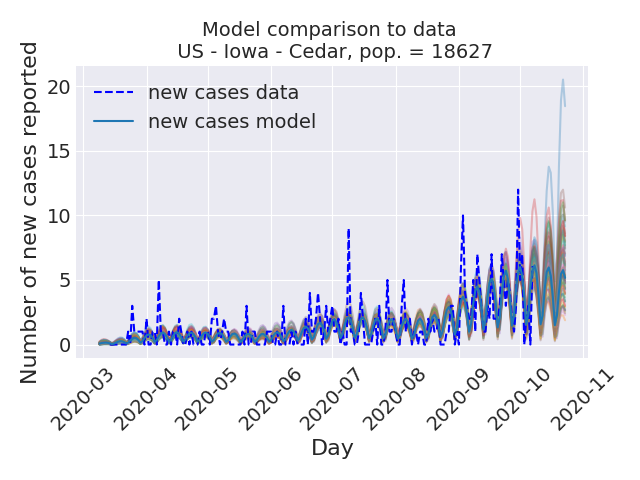 Model comparison to data
US - Iowa - Cedar, pop. = 18627
Number of new cases reported
20
15
10
5
0
new cases data
new cases model
2020-03
2020-04
2020-05
2020-06
2020-07
2020-08
2020-09
2020-10
2020-11
Day